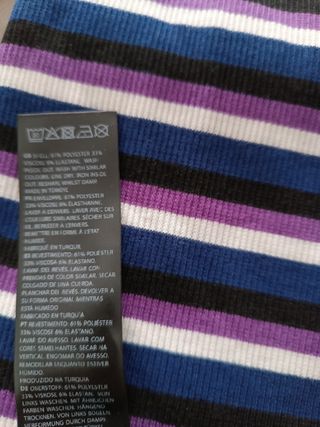 GB SHELL: 61% POLYESTER 33%
VISCOSE 6% ELASTANE. WASH
INSIDE OUT. WASH WITH SIMILAR
COLOURS. LINE DRY. IRON INSIDE
OUT. RESHAPE WHILST DAMP
MADE IN TÜRKİYE
FR ENVELOPPE: 61% POLYESTER
33% VISCOSE 6% ÉLASTHANNE.
LAVER À L'ENVERS. LAVER AVEC DES
COULEURS SIMILAIRES. SÉCHER SUR
FIL. REPASSER À L'ENVERS.
REMETTRE EN FORME À L'ÉTAT
HUMIDE.
FABRIQUÉ EN TURQUIE
ES REVESTIMIENTO: 61% POLIÉSTER
33% VISCOSA 6% ELASTANO.
LAVAR DEL REVÉS. LAVAR CON
PRENDAS DE COLOR SIMILAR. SECAR
COLGADO DE UNA CUERDA
PLANCHAR DEL REVÉS. DEVOLVER A
SU FORMA ORIGINAL MIENTRAS
ESTÁ HÚMEDO
FABRICADO EN TURQUÍA
PT REVESTIMENTO: 61% POLIÉSTER
33% VISCOSE 6% ELASTANO.
LAVAR DO AVESSO. LAVAR COM
CORES SEMELHANTES. SECAR NA
VERTICAL. ENGOMAR DO AVESSO.
REMODELAR ENQUANTO ESTIVER
HÚMIDO.
PRODUZIDO NA TURQUIA
DE OBERSTOFF: 61% POLYESTER
33% VISKOSE 6% ELASTAN. VON
LINKS WASCHEN. MIT ÄHNLICHEN
FARBEN WASCHEN. HÄNGEND
TROCKNEN. VON LINKS BÜGELN